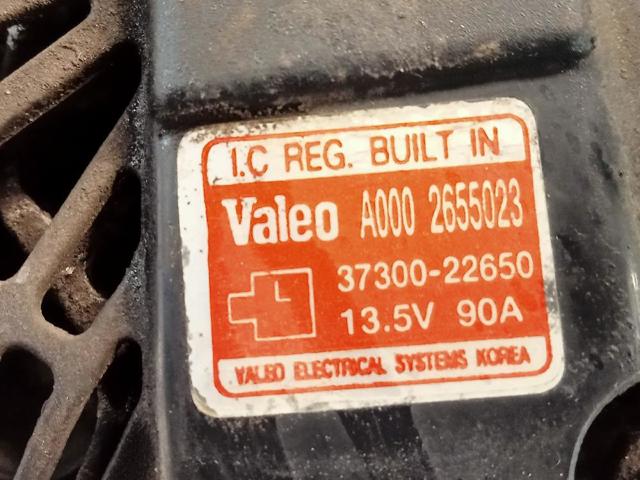 I.C REG. BUILT IN
Valeo A000 2655023
37300-22650
13.5V 90A
VALEO ELECTRICAL SYSTEMS KOREA